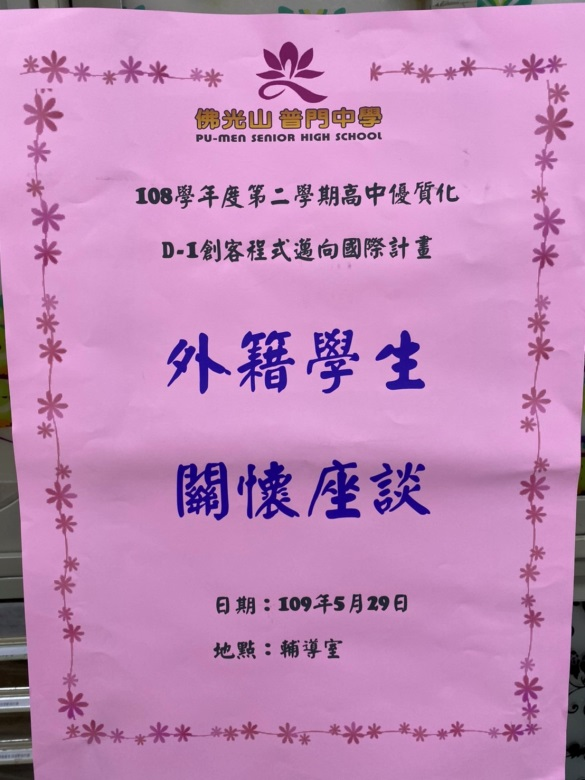 佛光山 普門中學
PU-MEN SENIOR HIGH SCHOOL
108學年度第二學期高中優質化
D-1創客程式邁向國際計畫
外籍學生
關懷座談
日期：109年5月29日
地點：輔導室